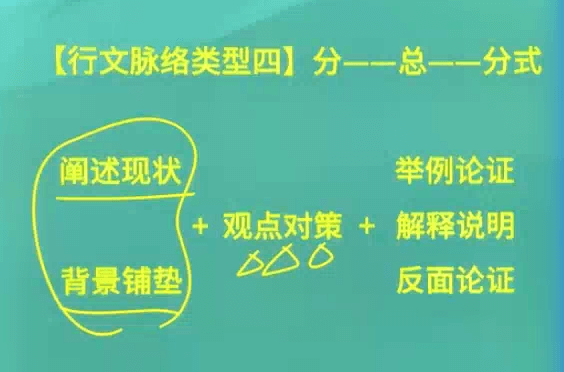 【行文脉络类型四】分——总——分式
阐述现状 举例论证
+ 观点对策 + 解释说明
背景铺垫 反面论证